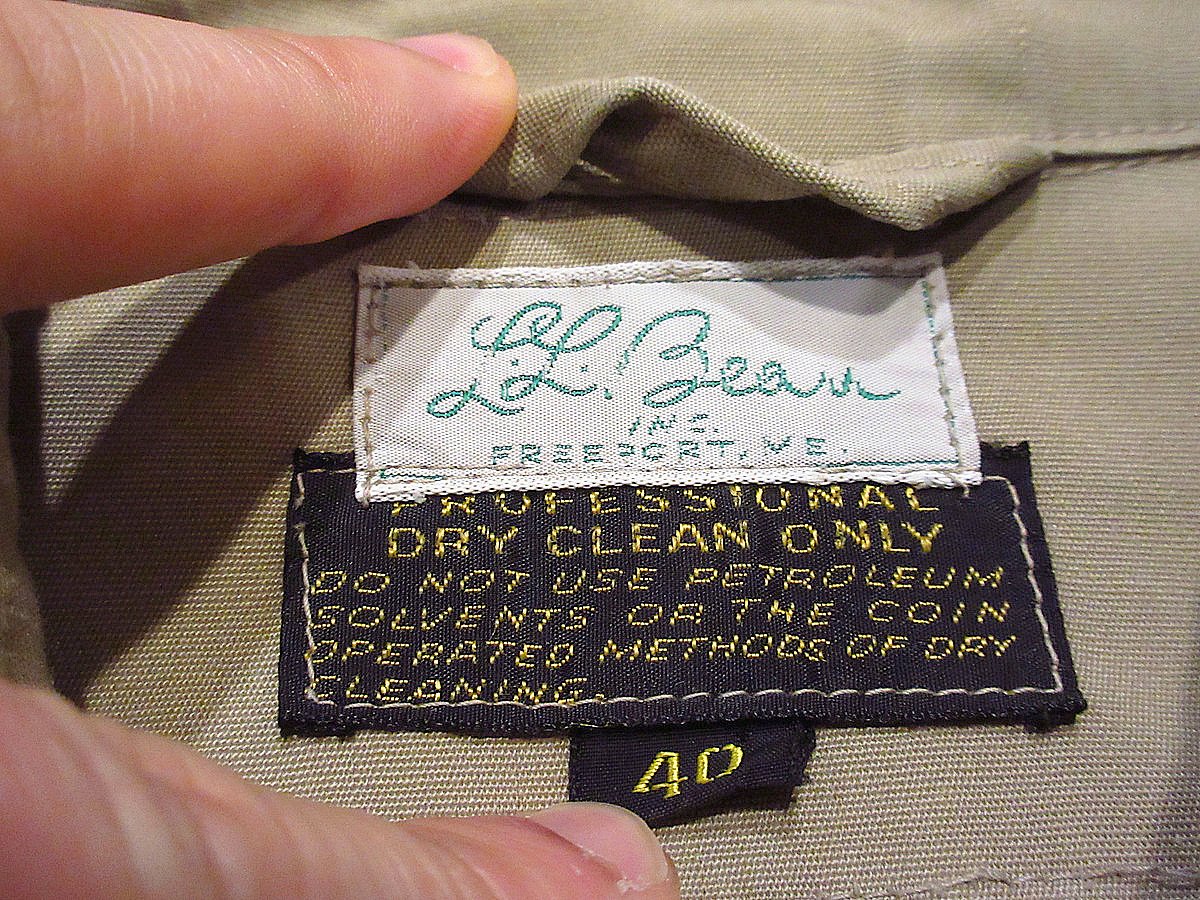 L.L. Bean
INC.
FREEPORT, ME.
PROFESSIONAL
DRY CLEAN ONLY
DO NOT USE PETROLEUM
SOLVENTS OR THE COIN
OPERATED METHODS OF DRY
CLEANING.
40